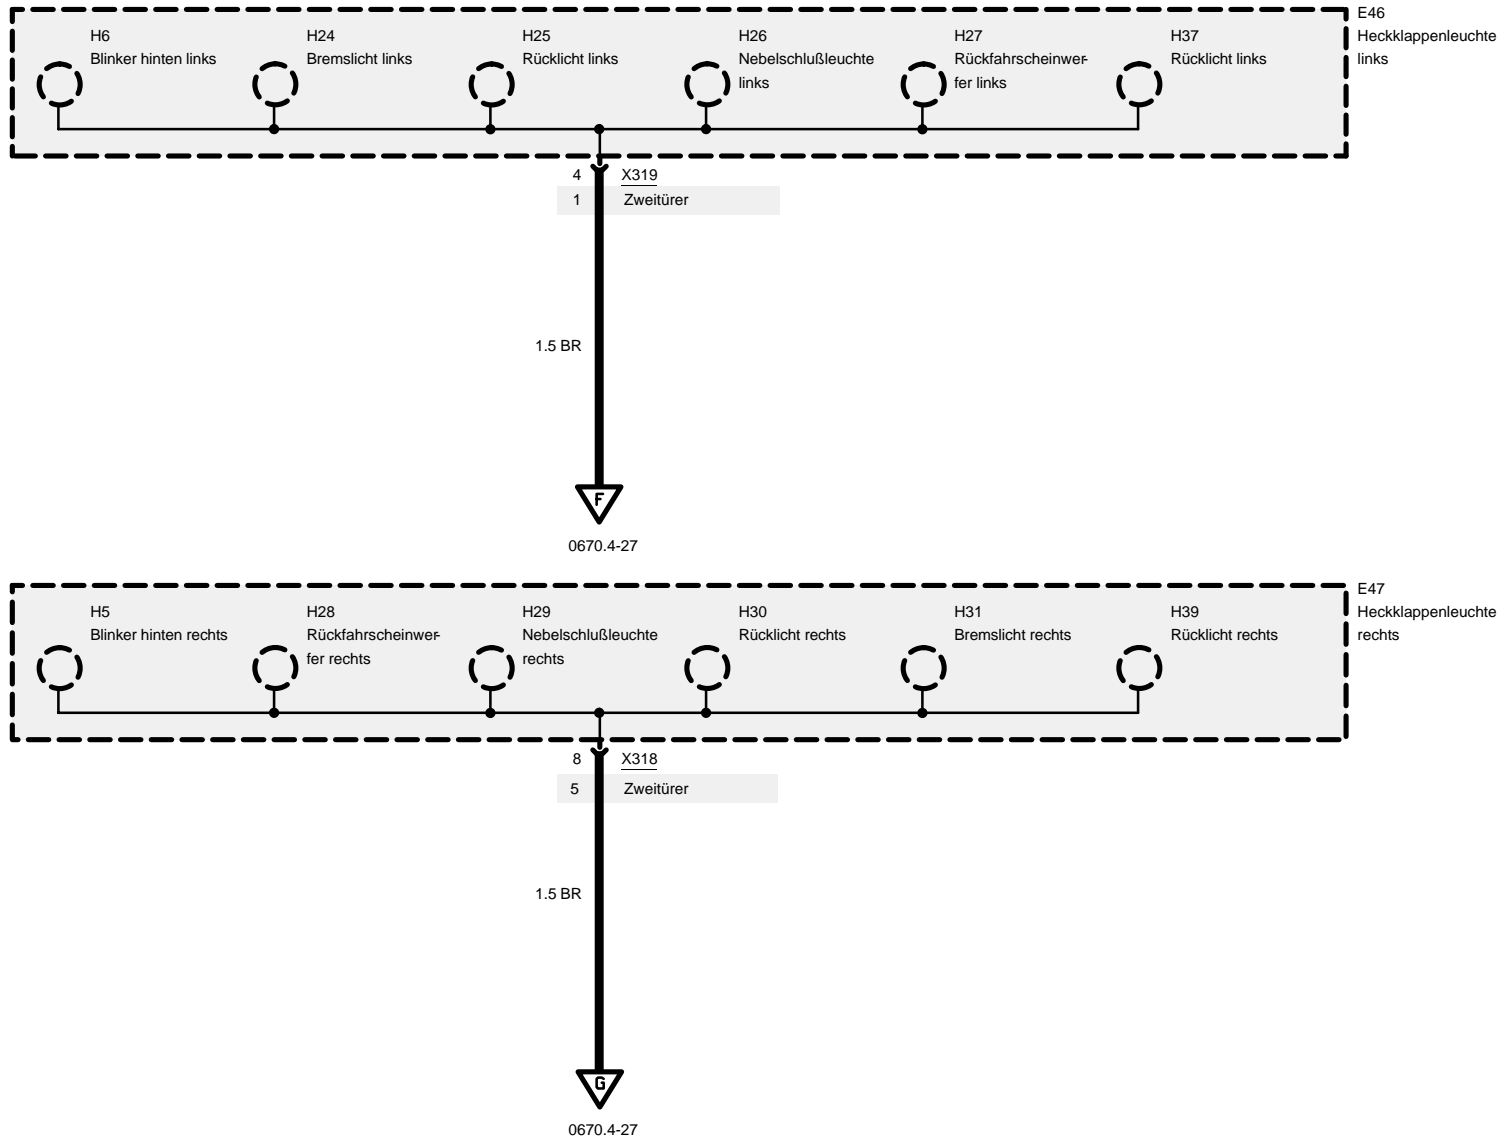 E46
Heckklappenleuchte
links
H6
Blinker hinten links
H24
Bremslicht links
H25
Rücklicht links
H26
Nebelschlußleuchte
links
H27
Rückfahrscheinwer-
fer links
H37
Rücklicht links
4 X319
1 Zweitürer
1.5 BR
F
0670.4-27
E47
Heckklappenleuchte
rechts
H5
Blinker hinten rechts
H28
Rückfahrscheinwer-
fer rechts
H29
Nebelschlußleuchte
rechts
H30
Rücklicht rechts
H31
Bremslicht rechts
H39
Rücklicht rechts
8 X318
5 Zweitürer
1.5 BR
G
0670.4-27